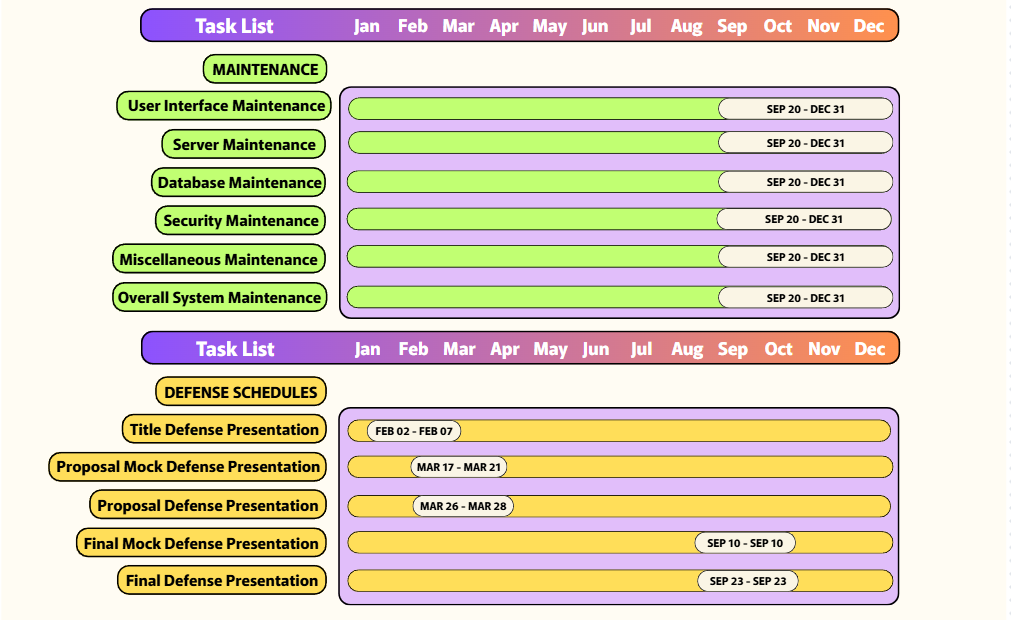 Task List Jan Feb Mar Apr May Jun Jul Aug Sep Oct Nov Dec
MAINTENANCE
User Interface Maintenance SEP 20 - DEC 31
Server Maintenance SEP 20 - DEC 31
Database Maintenance SEP 20 - DEC 31
Security Maintenance SEP 20 - DEC 31
Miscellaneous Maintenance SEP 20 - DEC 31
Overall System Maintenance SEP 20 - DEC 31
Task List Jan Feb Mar Apr May Jun Jul Aug Sep Oct Nov Dec
DEFENSE SCHEDULES
Title Defense Presentation FEB 02 - FEB 07
Proposal Mock Defense Presentation MAR 17 - MAR 21
Proposal Defense Presentation MAR 26 - MAR 28
Final Mock Defense Presentation SEP 10 - SEP 10
Final Defense Presentation SEP 23 - SEP 23